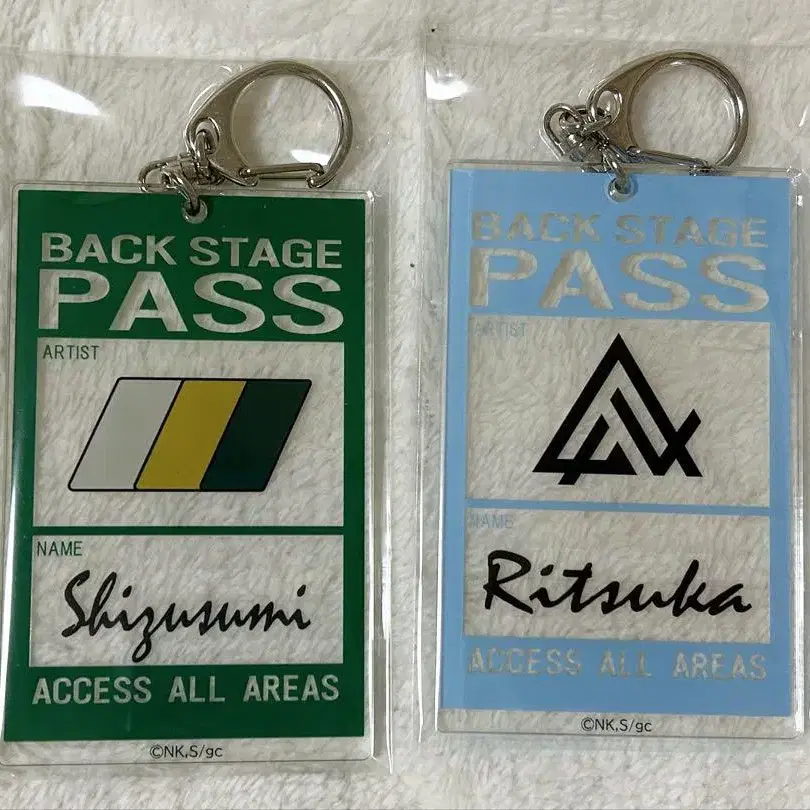 BACK STAGE
PASS
ARTIST
NAME
Shizusumi
ACCESS ALL AREAS
©NK,S/gc
BACK STAGE
PASS
ARTIST
NAME
Ritsuka
ACCESS ALL AREAS
©NK,S/gc